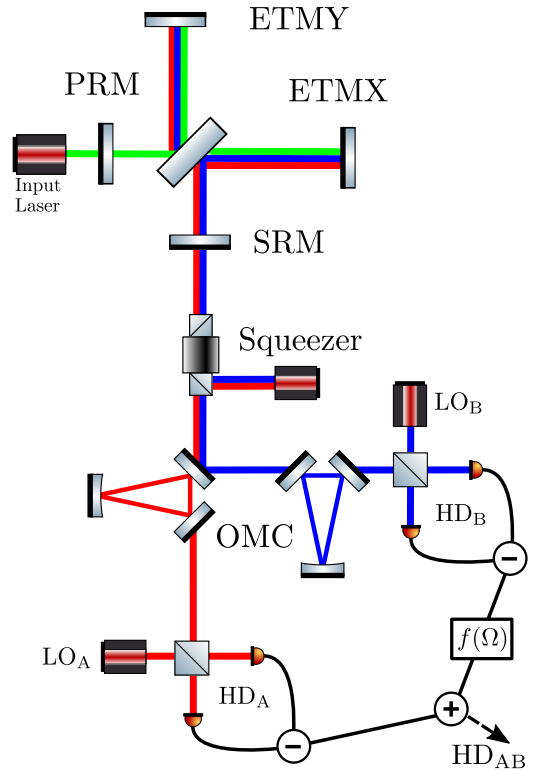 ETMY
PRM
ETMX
Input
Laser
SRM
Squeezer
LO_B
HD_B
OMC
−
f(Ω)
LO_A
HD_A
+
−
HD_AB